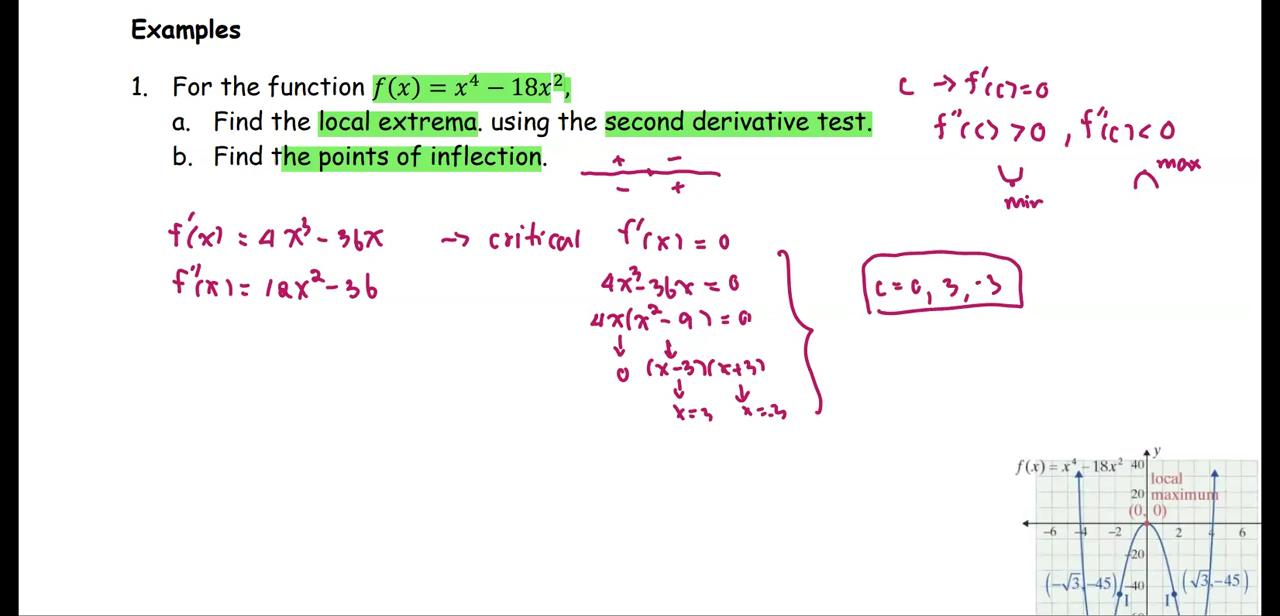 Examples
1. For the function f(x) = x⁴ − 18x²,
a. Find the local extrema. using the second derivative test.
b. Find the points of inflection.
+ −
− +
c → f'(c)=0
f''(c) >0 , f''(c) <0
min
max
f'(x) = 4x³ - 36x → critical f'(x) = 0
f''(x) = 12x² - 36
4x³ - 36x = 0
4x(x² - 9) = 0
0 (x-3)(x+3)
x=3 x=-3
c = 0, 3, -3
f(x) = x⁴ − 18x²
y
40
20
local
maximum
(0, 0)
−6 −4 −2 2 4 6
−20
−40
(−√3, −45)
(√3, −45)
I I